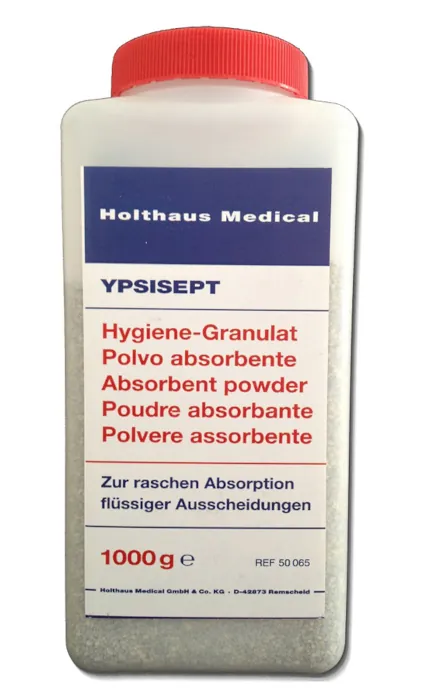 Holthaus Medical
YPSISEPT
Hygiene-Granulat
Polvo absorbente
Absorbent powder
Poudre absorbante
Polvere assorbente
Zur raschen Absorption
flüssiger Ausscheidungen
1000 g ℮
REF 50 065
Holthaus Medical GmbH & Co. KG - D-42873 Remscheid